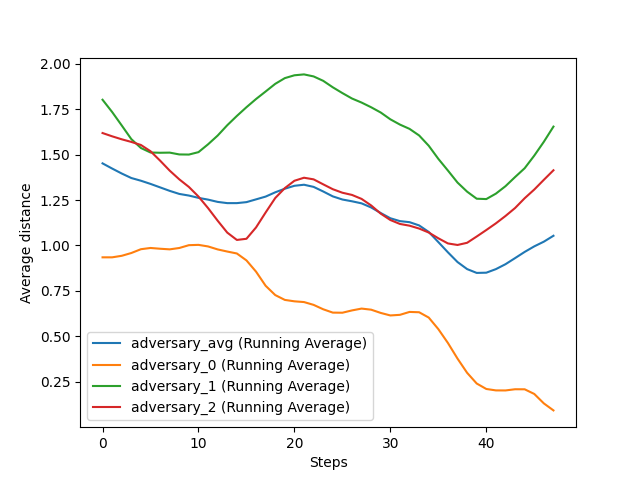 2.00
1.75
1.50
1.25
1.00
0.75
0.50
0.25
Average distance
adversary_avg (Running Average)
adversary_0 (Running Average)
adversary_1 (Running Average)
adversary_2 (Running Average)
0 10 20 30 40
Steps